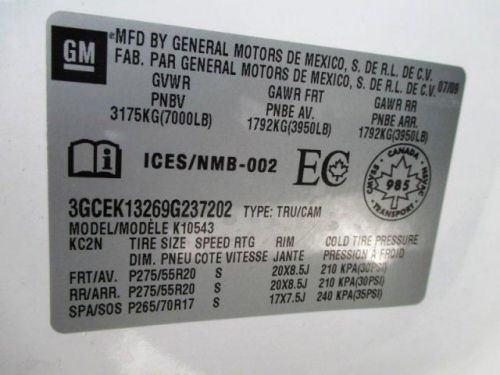 GM
MFD BY GENERAL MOTORS DE MEXICO, S. DE R.L. DE C.V.
FAB. PAR GENERAL MOTORS DE MEXICO, S. DE R.L. DE C.V.
07/09
GVWR GAWR FRT GAWR RR
PNBV PNBE AV. PNBE ARR.
3175KG(7000LB) 1792KG(3950LB) 1792KG(3950LB)
ICES/NMB-002 EC
CANADA
CMVSS NSVAC
985
TRANSPORT
3GCEK13269G237202 TYPE: TRU/CAM
MODEL/MODÈLE K10543
KC2N TIRE SIZE SPEED RTG RIM COLD TIRE PRESSURE
DIM. PNEU COTE VITESSE JANTE PRESSION À FROID
FRT/AV. P275/55R20 S 20X8.5J 210 KPA(30PSI)
RR/ARR. P275/55R20 S 20X8.5J 210 KPA(30PSI)
SPA/SOS P265/70R17 S 17X7.5J 240 KPA(35PSI)